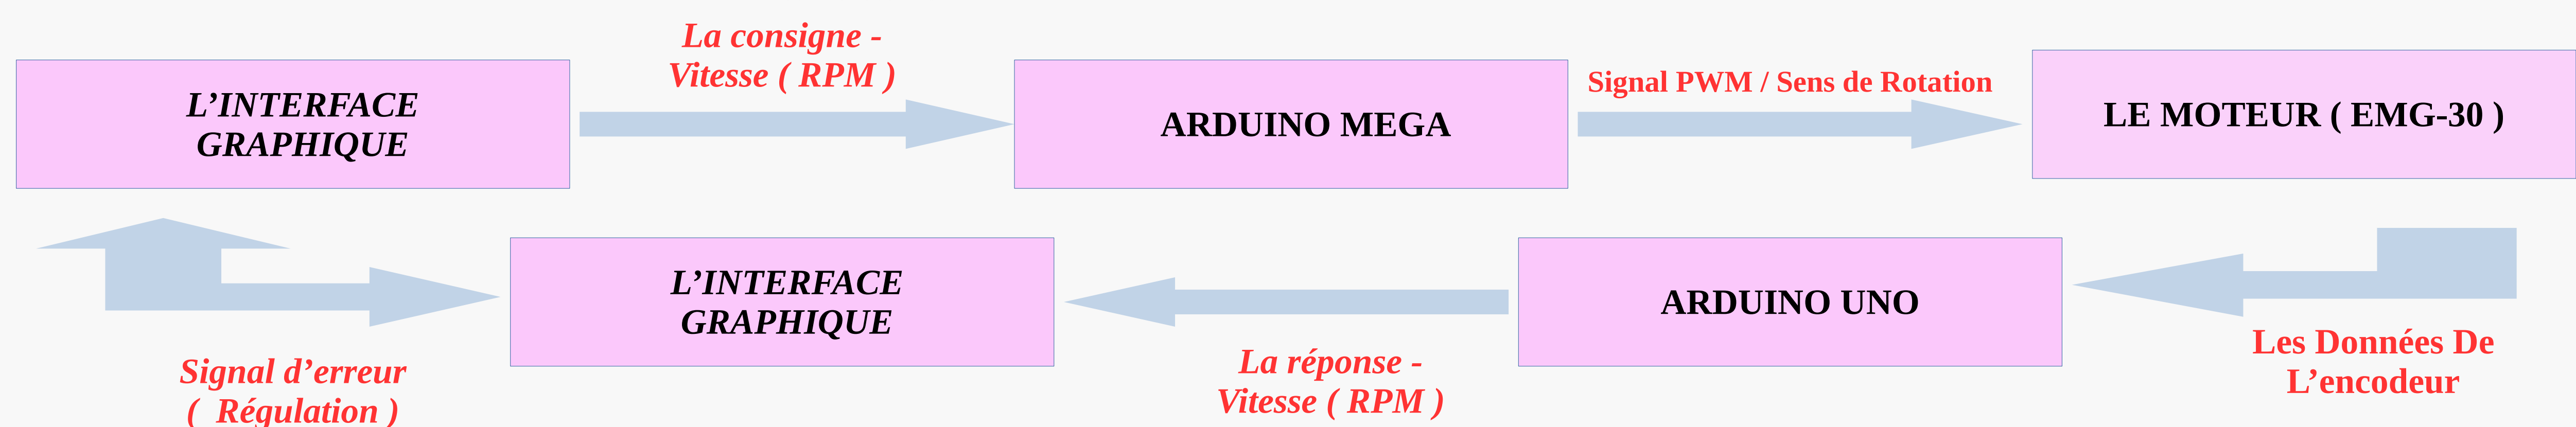 La consigne -
Vitesse ( RPM )
L’INTERFACE
GRAPHIQUE
ARDUINO MEGA
Signal PWM / Sens de Rotation
LE MOTEUR ( EMG-30 )
L’INTERFACE
GRAPHIQUE
ARDUINO UNO
Signal d’erreur
( Régulation )
La réponse -
Vitesse ( RPM )
Les Données De
L’encodeur